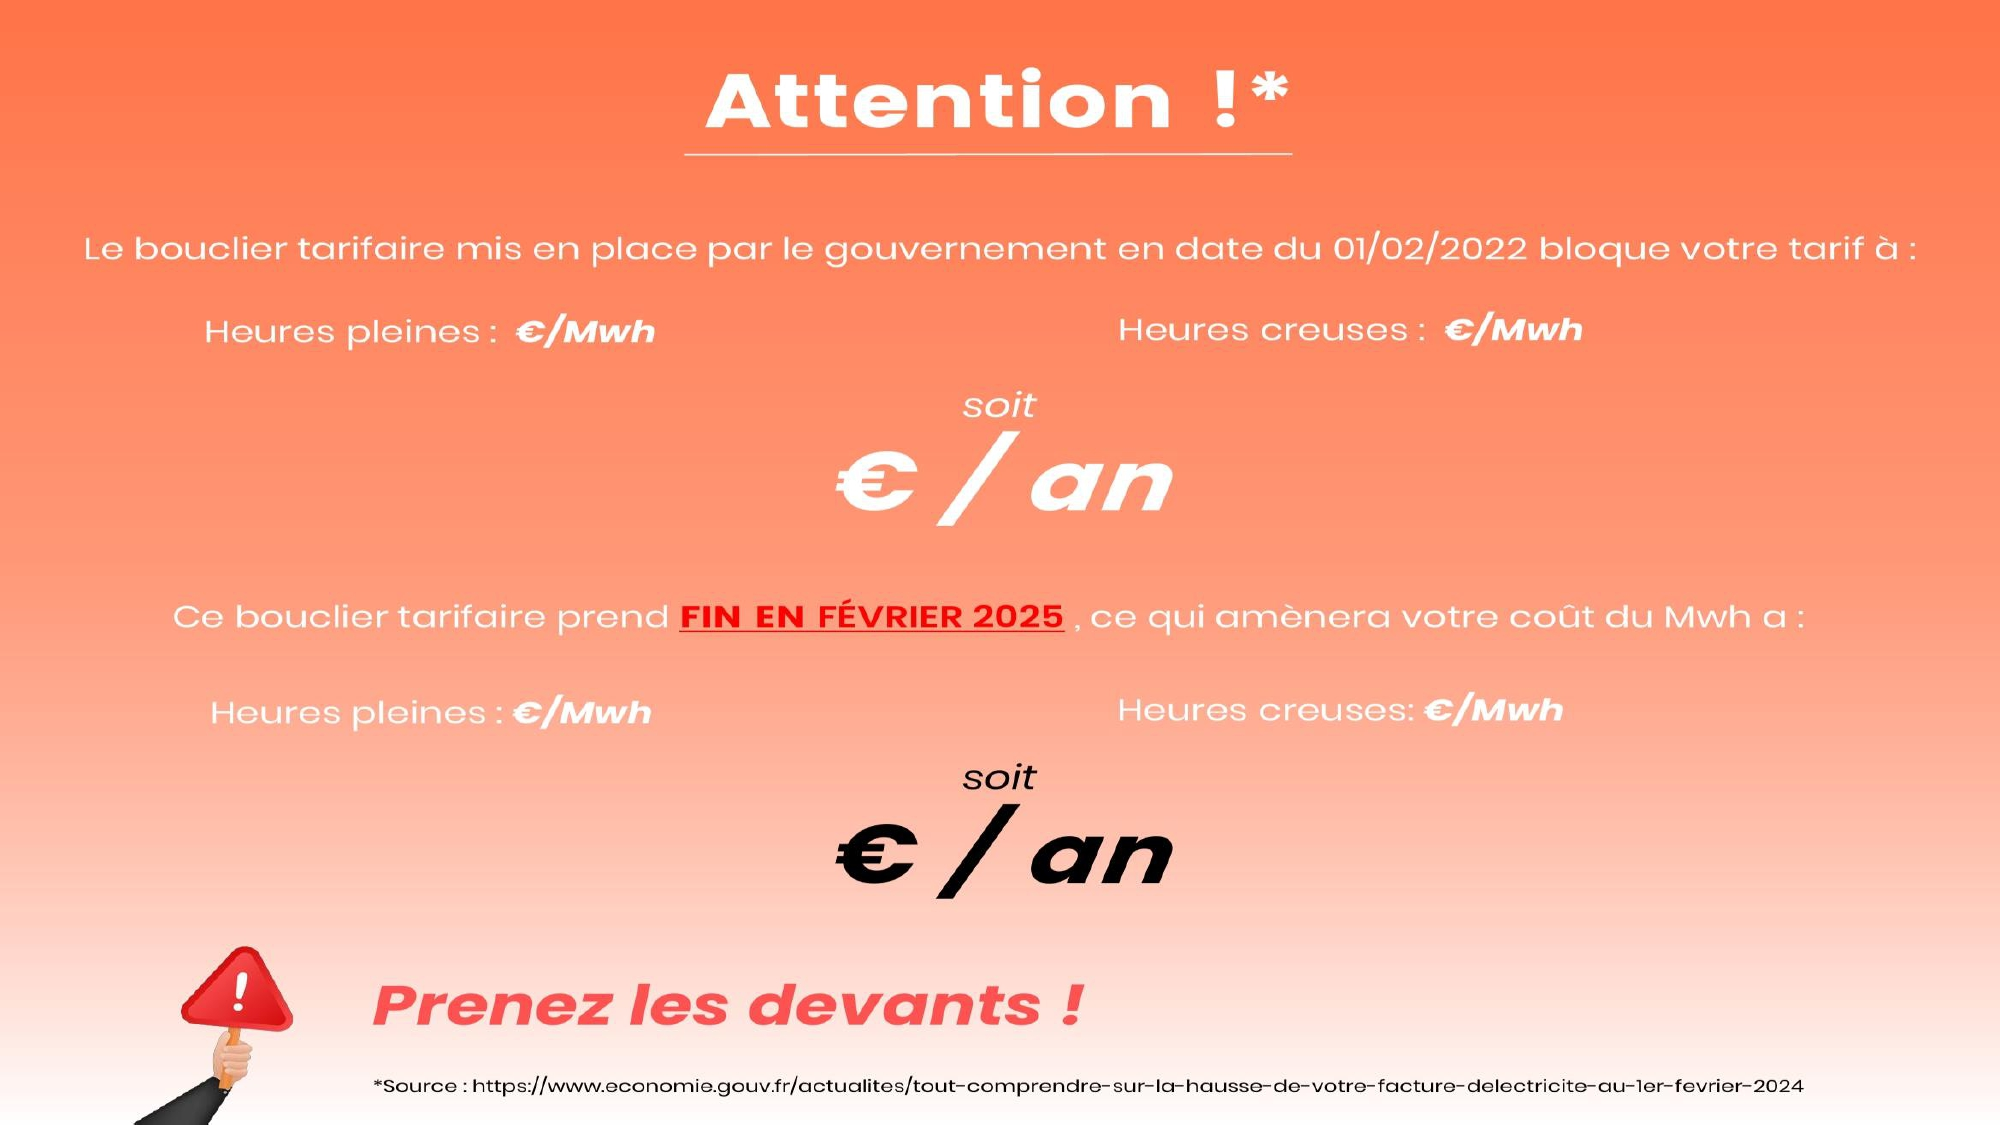 Attention !*
Le bouclier tarifaire mis en place par le gouvernement en date du 01/02/2022 bloque votre tarif à :
Heures pleines : €/Mwh
Heures creuses : €/Mwh
soit
€ / an
Ce bouclier tarifaire prend FIN EN FÉVRIER 2025 , ce qui amènera votre coût du Mwh a :
Heures pleines : €/Mwh
Heures creuses: €/Mwh
soit
€ / an
!
Prenez les devants !
*Source : https://www.economie.gouv.fr/actualites/tout-comprendre-sur-la-hausse-de-votre-facture-delectricite-au-1er-fevrier-2024